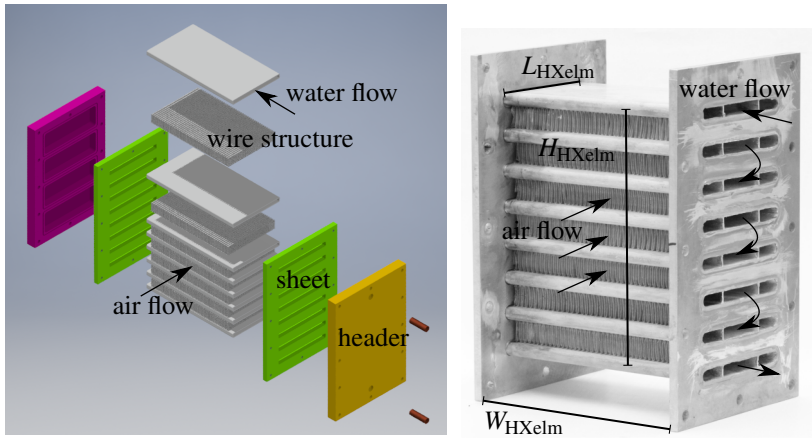 water flow
wire structure
air flow
sheet
header
L_HXelm
water flow
H_HXelm
air flow
W_HXelm